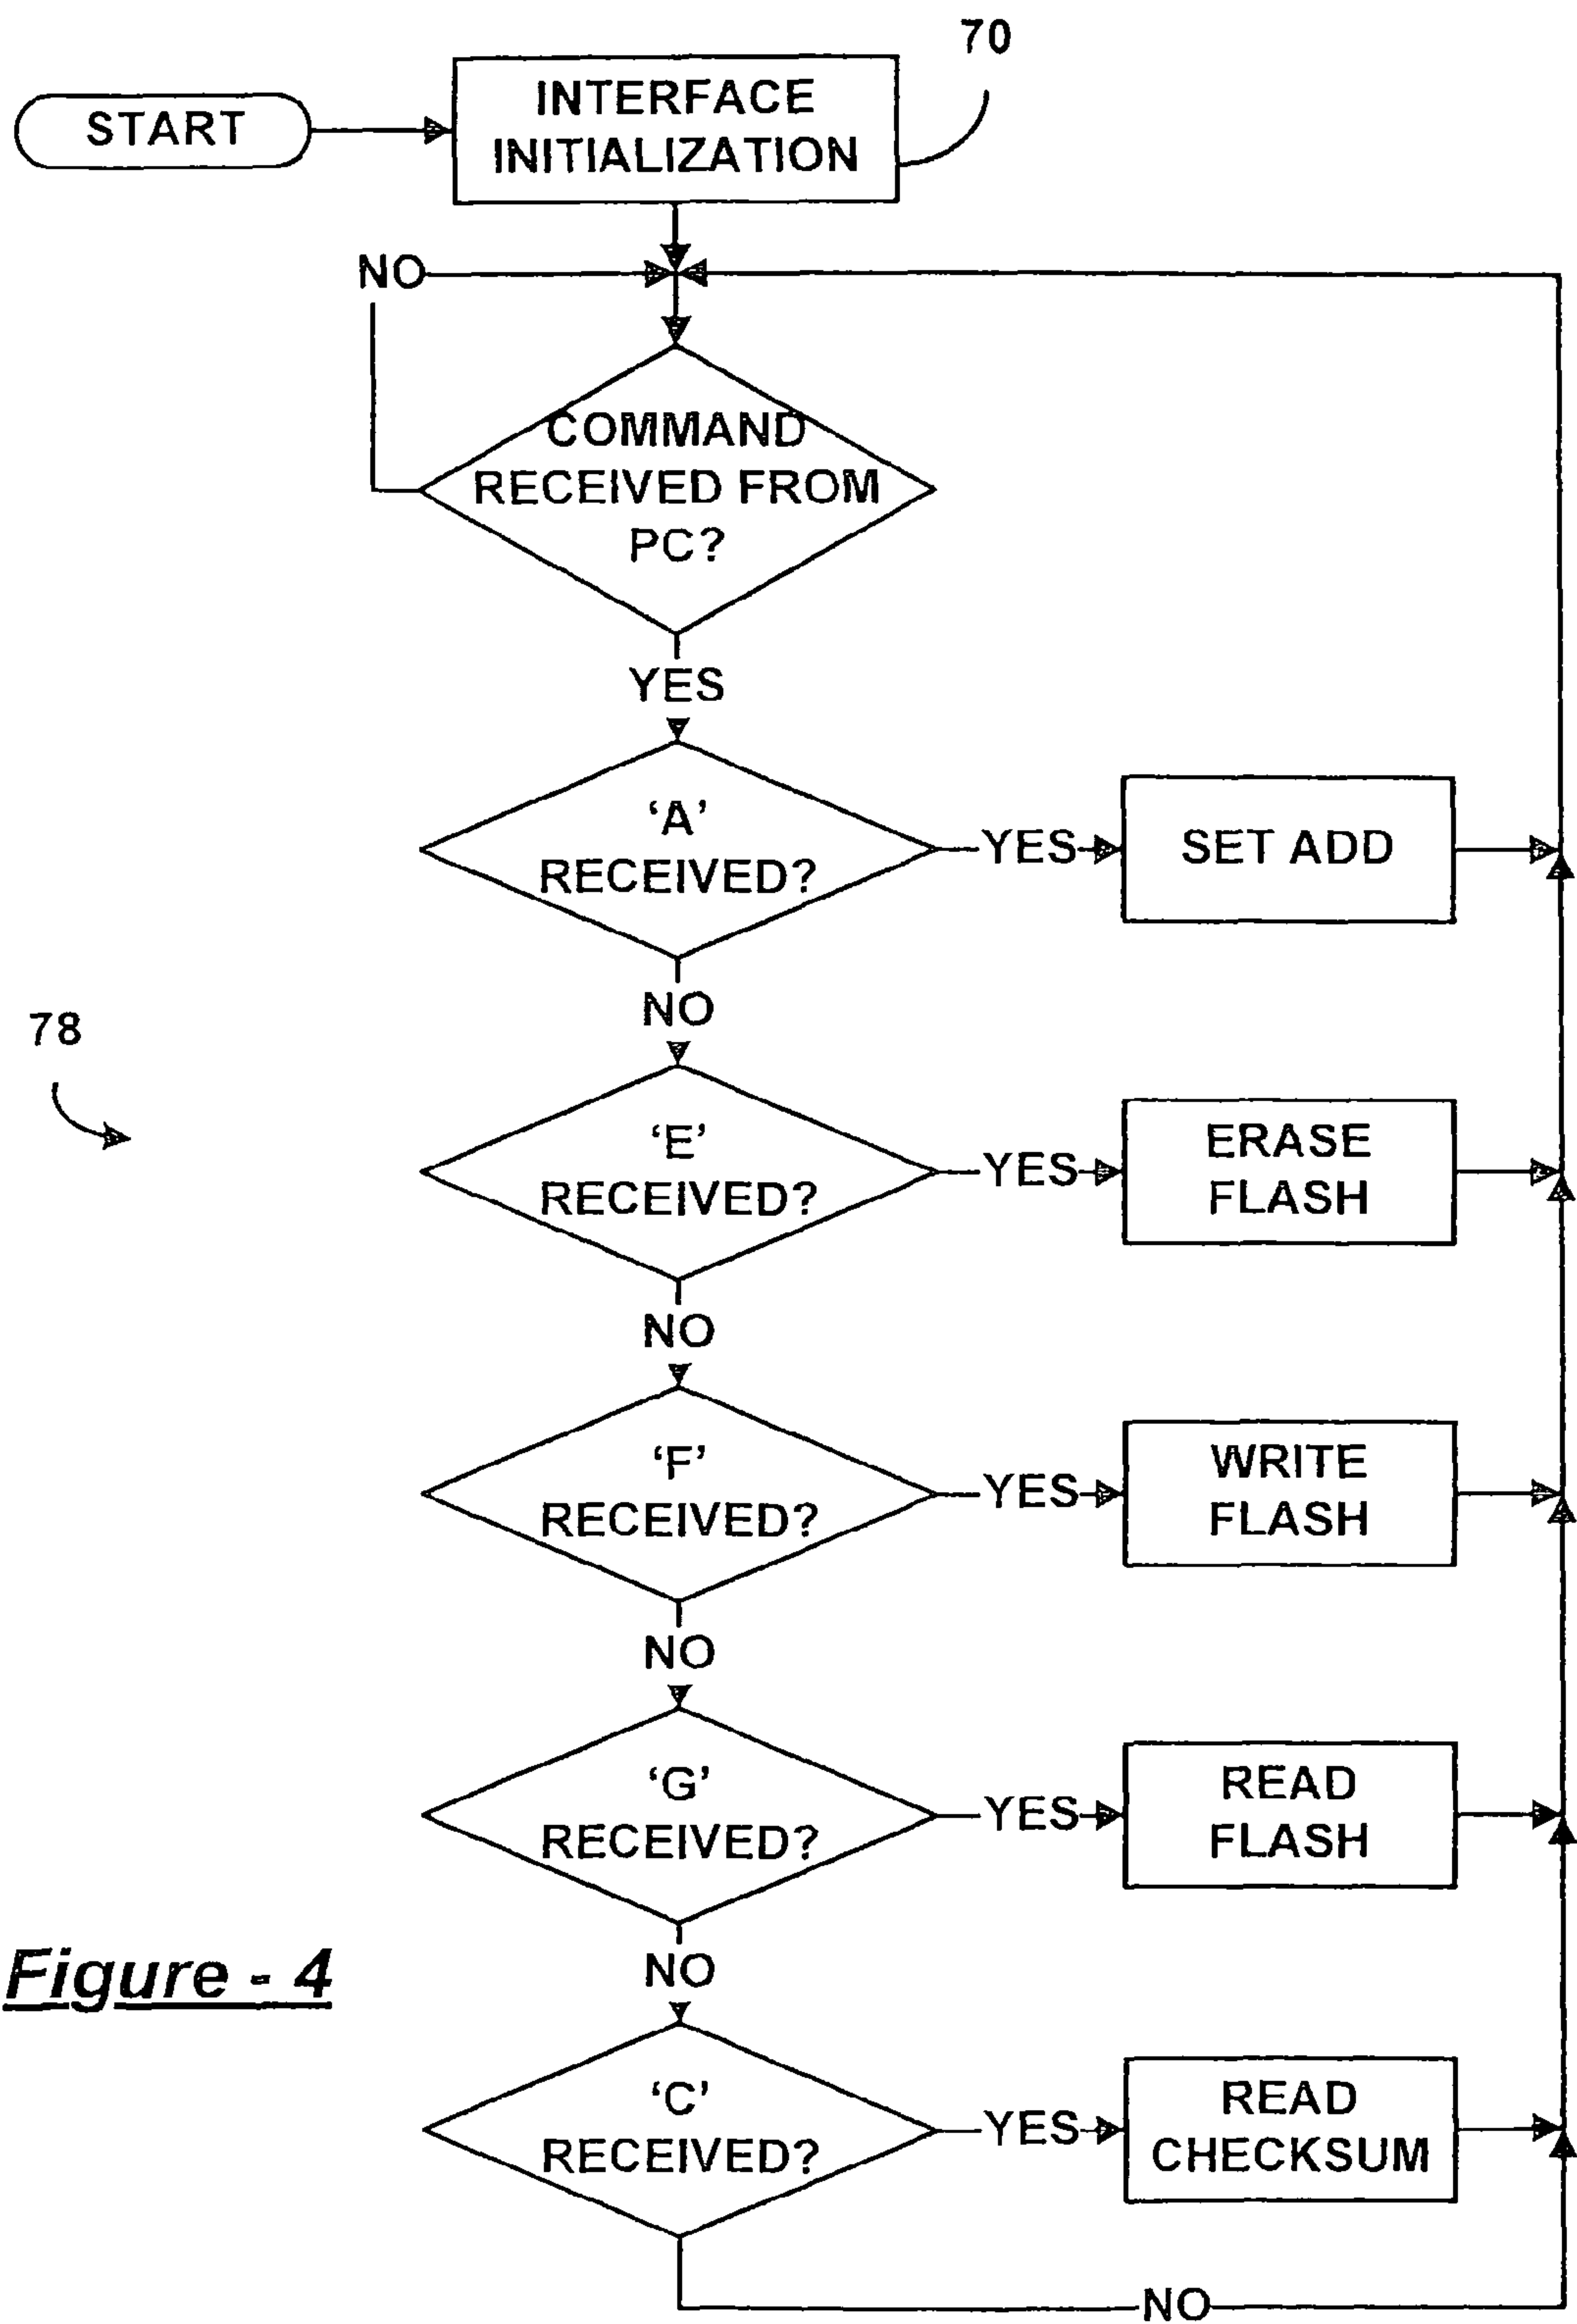 70
START
INTERFACE
INITIALIZATION
NO
COMMAND
RECEIVED FROM
PC?
YES
‘A’
RECEIVED?
YES
SET ADD
NO
78
‘E’
RECEIVED?
YES
ERASE
FLASH
NO
‘F’
RECEIVED?
YES
WRITE
FLASH
NO
‘G’
RECEIVED?
YES
READ
FLASH
NO
Figure - 4
‘C’
RECEIVED?
YES
READ
CHECKSUM
NO